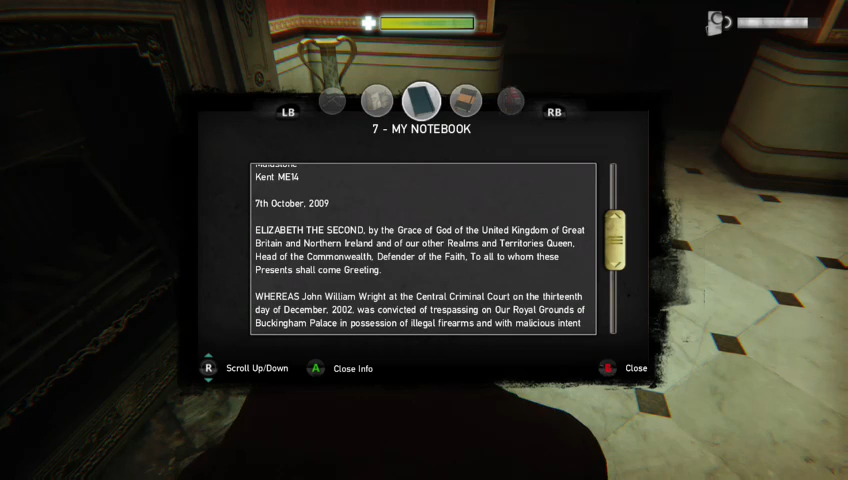 LB
RB
7 - MY NOTEBOOK
Maidstone
Kent ME14
7th October, 2009
ELIZABETH THE SECOND, by the Grace of God of the United Kingdom of Great
Britain and Northern Ireland and of our other Realms and Territories Queen,
Head of the Commonwealth, Defender of the Faith, To all to whom these
Presents shall come Greeting.
WHEREAS John William Wright at the Central Criminal Court on the thirteenth
day of December, 2002, was convicted of trespassing on Our Royal Grounds of
Buckingham Palace in possession of illegal firearms and with malicious intent
R Scroll Up/Down
A Close Info
B Close